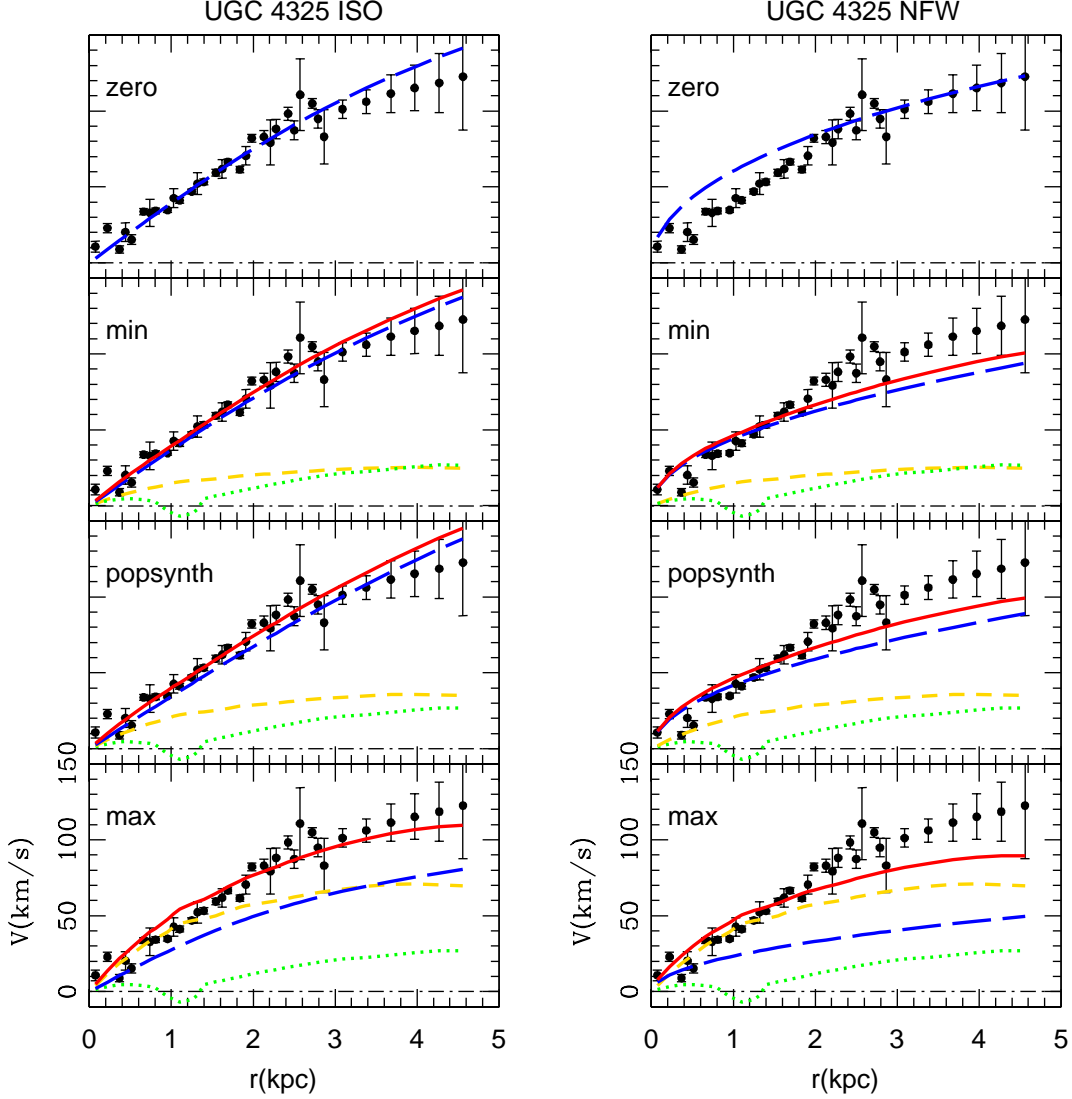 UGC 4325 ISO
UGC 4325 NFW
zero
zero
min
min
popsynth
popsynth
150
150
max
max
100
100
50
50
0
0
V(km/s)
V(km/s)
0 1 2 3 4 5
0 1 2 3 4 5
r(kpc)
r(kpc)